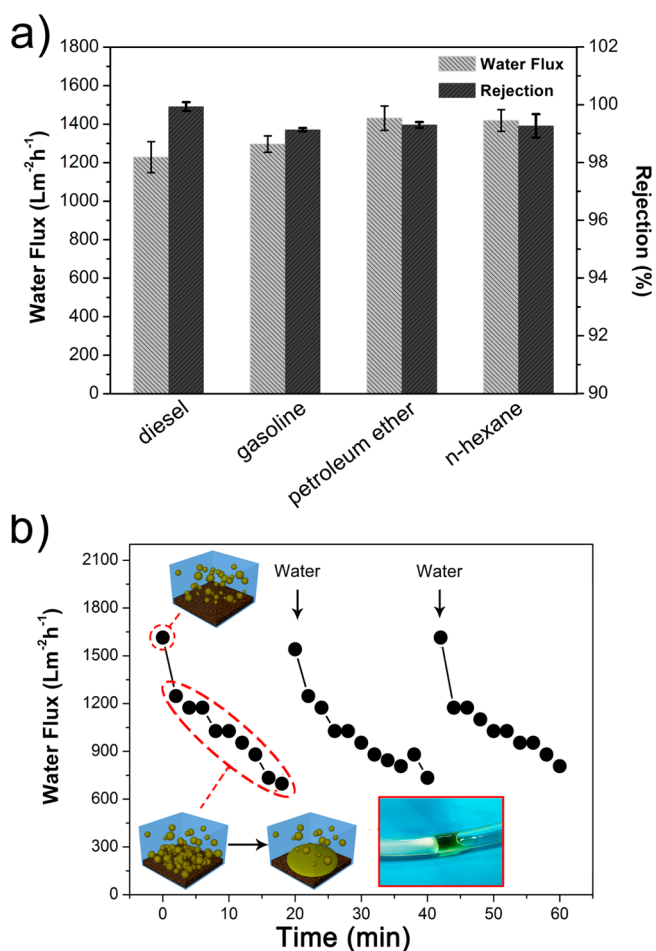 a)
1800
1600
1400
1200
1000
800
600
400
200
0
Water Flux (Lm⁻²h⁻¹)
Water Flux
Rejection
102
100
98
96
94
92
90
Rejection (%)
diesel
gasoline
petroleum ether
n-hexane
b)
2100
1800
1500
1200
900
600
300
0
Water Flux (Lm⁻²h⁻¹)
Water
Water
0 10 20 30 40 50 60
Time (min)